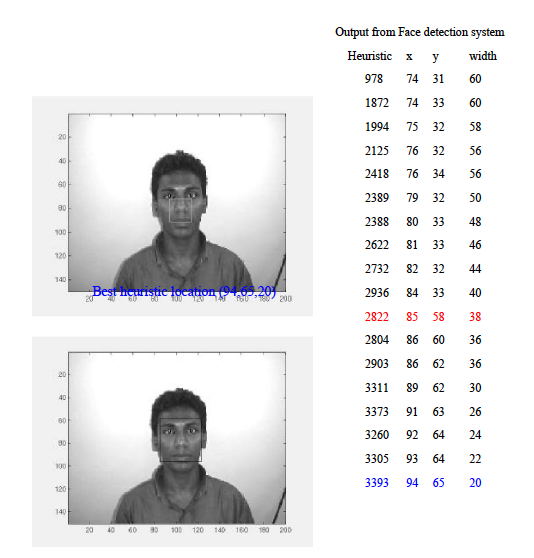 Output from Face detection system
Heuristic x y width
978 74 31 60
1872 74 33 60
1994 75 32 58
2125 76 32 56
2418 76 34 56
2389 79 32 50
2388 80 33 48
2622 81 33 46
2732 82 32 44
2936 84 33 40
2822 85 58 38
2804 86 60 36
2903 86 62 36
3311 89 62 30
3373 91 63 26
3260 92 64 24
3305 93 64 22
3393 94 65 20
20
40
60
80
100
120
140
Best heuristic location (94,65,20)
20 40 60 80 100 120 140 160 180 200
20
40
60
80
100
120
140
20 40 60 80 100 120 140 160 180 200